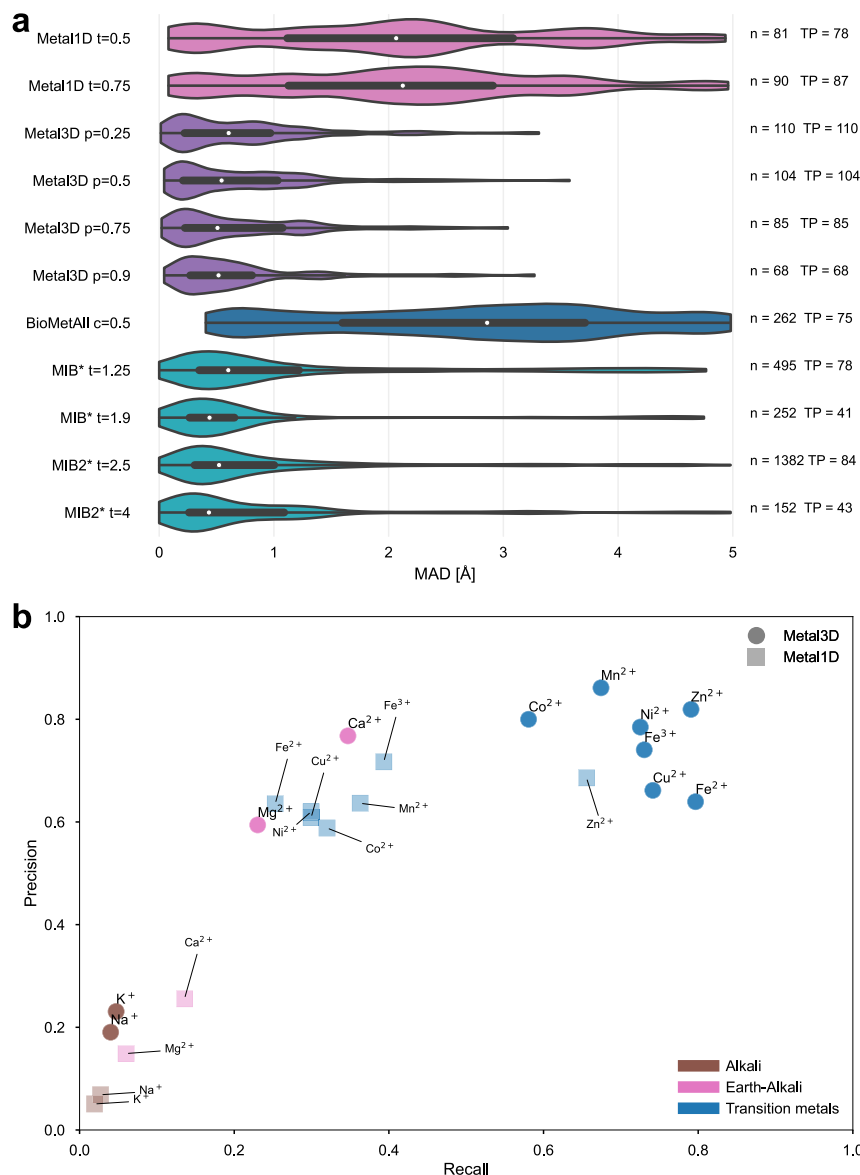 a
Metal1D t=0.5 n = 81 TP = 78
Metal1D t=0.75 n = 90 TP = 87
Metal3D p=0.25 n = 110 TP = 110
Metal3D p=0.5 n = 104 TP = 104
Metal3D p=0.75 n = 85 TP = 85
Metal3D p=0.9 n = 68 TP = 68
BioMetAll c=0.5 n = 262 TP = 75
MIB* t=1.25 n = 495 TP = 78
MIB* t=1.9 n = 252 TP = 41
MIB2* t=2.5 n = 1382 TP = 84
MIB2* t=4 n = 152 TP = 43
0 1 2 3 4 5
MAD [Å]
b
1.0
Metal3D
Metal1D
Mn²⁺
Zn²⁺
Co²⁺
Ni²⁺
Fe³⁺
Ca²⁺
Fe³⁺
0.8
Fe²⁺
Cu²⁺
Cu²⁺
Fe²⁺
Mg²⁺
Mn²⁺
Ni²⁺
Zn²⁺
Co²⁺
0.6
Precision
0.4
Ca²⁺
K⁺
Na⁺
0.2
Mg²⁺
Na⁺
K⁺
Alkali
Earth-Alkali
Transition metals
0.0
0.0 0.2 0.4 0.6 0.8 1.0
Recall